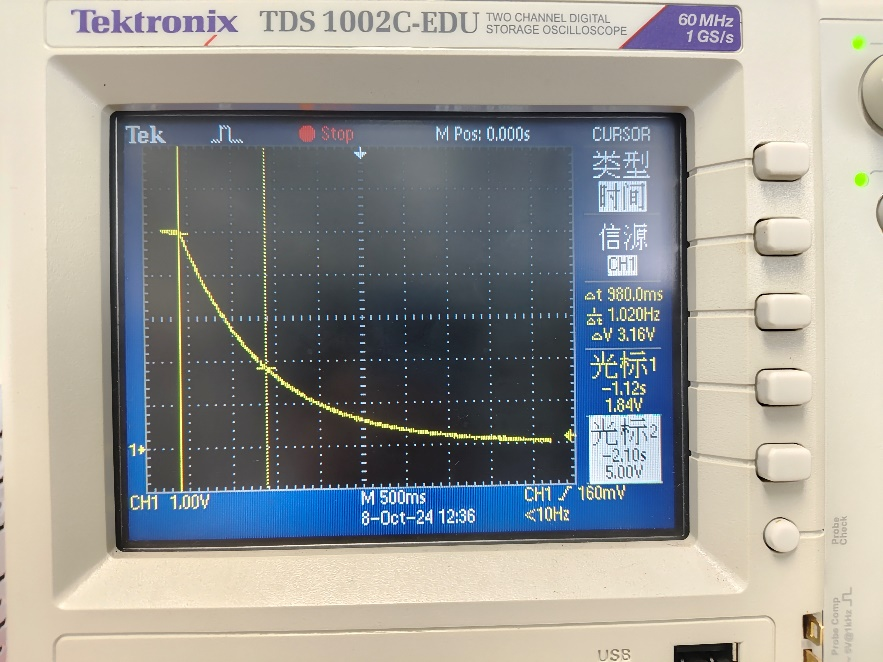 Tektronix TDS 1002C-EDU TWO CHANNEL DIGITAL STORAGE OSCILLOSCOPE
60 MHz
1 GS/s
Tek Stop M Pos: 0.000s CURSOR
类型
时间
信源
CH1
△t 980.0ms
1/△t 1.020Hz
△V 3.16V
光标1
-1.12s
1.84V
光标2
-2.10s
5.00V
1
CH1 1.00V M 500ms CH1 160mV
8-Oct-24 12:36 <10Hz
Probe Check
Probe Comp
~5V@1kHz
USB